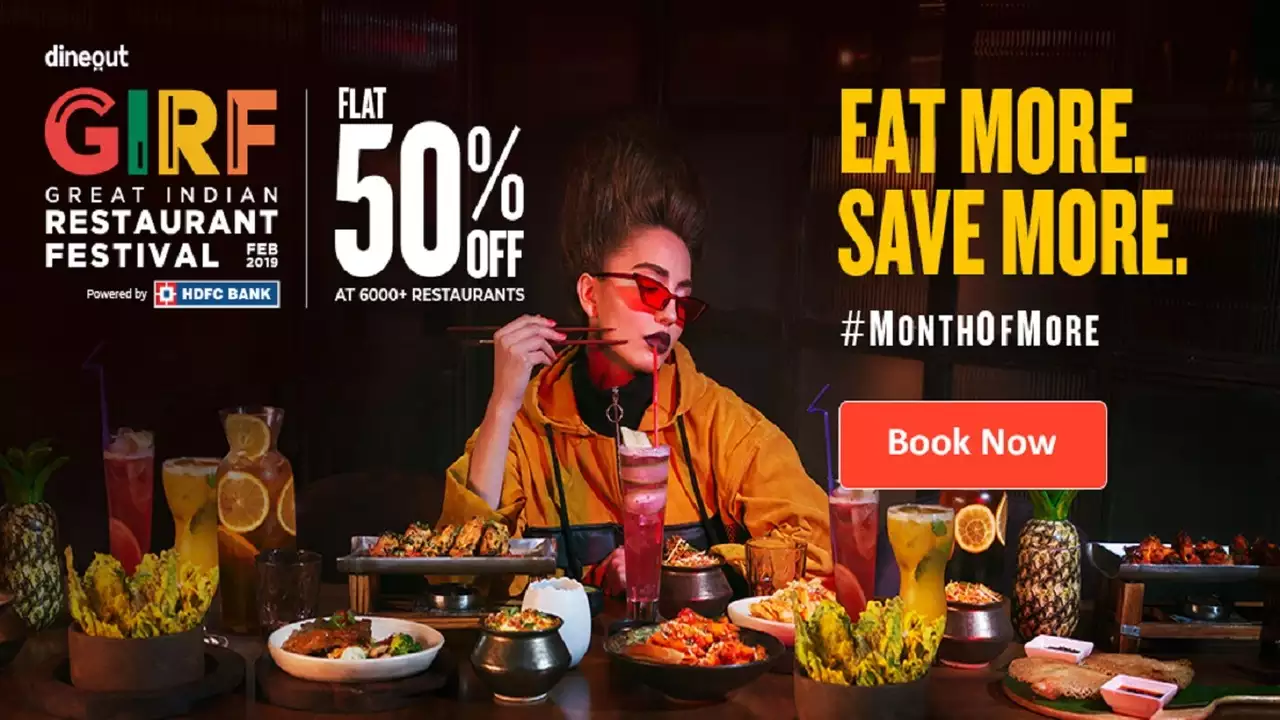 dineout
GIRF
GREAT INDIAN
RESTAURANT
FESTIVAL FEB 2019
Powered by HDFC BANK
FLAT
50% OFF
AT 6000+ RESTAURANTS
EAT MORE.
SAVE MORE.
#MONTHOFMORE
Book Now